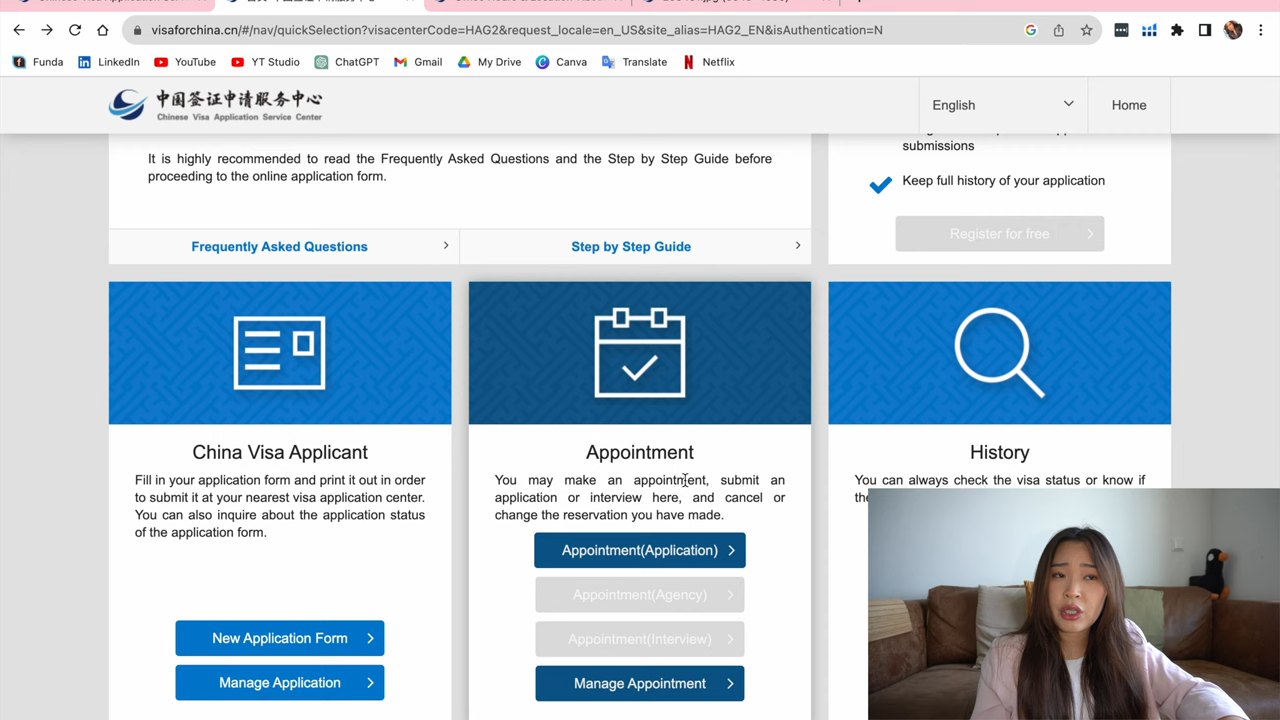 visaforchina.cn/#/nav/quickSelection?visacenterCode=HAG2&request_locale=en_US&site_alias=HAG2_EN&isAuthentication=N
Funda
LinkedIn
YouTube
YT Studio
ChatGPT
Gmail
My Drive
Canva
Translate
Netflix
中国签证申请服务中心
Chinese Visa Application Service Center
English
Home
It is highly recommended to read the Frequently Asked Questions and the Step by Step Guide before
proceeding to the online application form.
Frequently Asked Questions
Step by Step Guide
submissions
Keep full history of your application
Register for free
China Visa Applicant
Fill in your application form and print it out in order
to submit it at your nearest visa application center.
You can also inquire about the application status
of the application form.
New Application Form
Manage Application
Appointment
You may make an appointment, submit an
application or interview here, and cancel or
change the reservation you have made.
Appointment(Application)
Appointment(Agency)
Appointment(Interview)
Manage Appointment
History
You can always check the visa status or know if